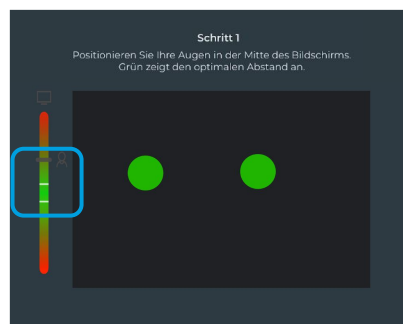 Schritt 1
Positionieren Sie Ihre Augen in der Mitte des Bildschirms.
Grün zeigt den optimalen Abstand an.